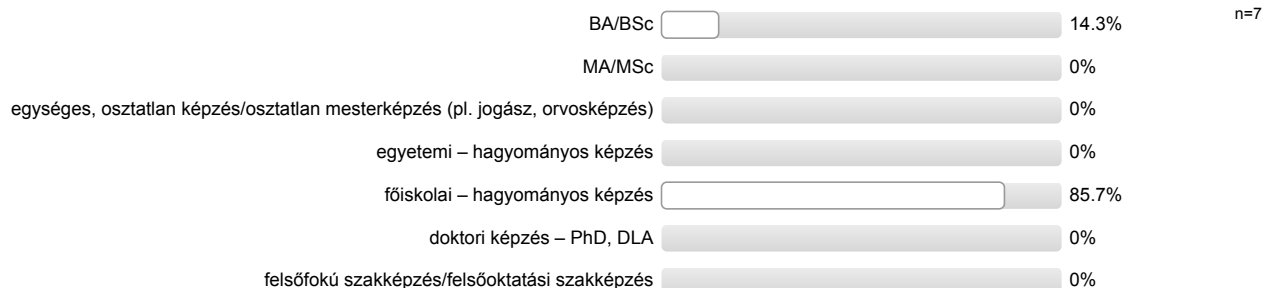 BA/BSc 14.3% n=7
MA/MSc 0%
egységes, osztatlan képzés/osztatlan mesterképzés (pl. jogász, orvosképzés) 0%
egyetemi – hagyományos képzés 0%
főiskolai – hagyományos képzés 85.7%
doktori képzés – PhD, DLA 0%
felsőfokú szakképzés/felsőoktatási szakképzés 0%